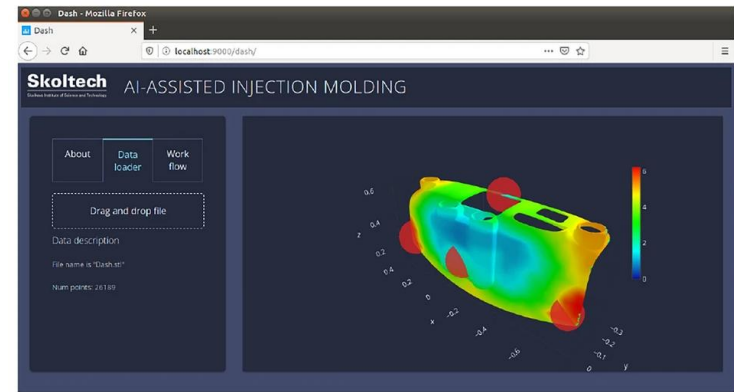 Dash - Mozilla Firefox
Dash
localhost:9000/dash/
Skoltech
Skolkovo Institute of Science and Technology
AI-ASSISTED INJECTION MOLDING
About
Data loader
Work flow
Drag and drop file
Data description
File name is "Dash.stl"
Num points: 28189
0.6
0.4
z
0.2
0.4
0.2
0
x
-0.2
-0.4
-0.6
-0.3
-0.2
-0.1
0
y
6
4
2
0